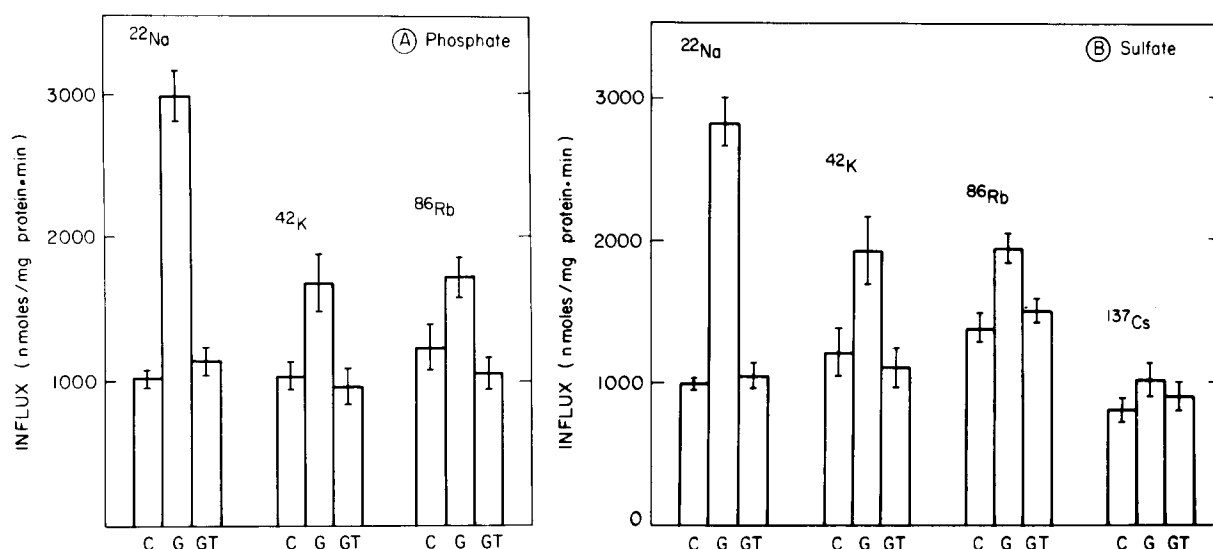 Ⓐ Phosphate
²²Na
⁴²K
⁸⁶Rb
3000
2000
1000
INFLUX (nmoles/mg protein•min)
C G GT C G GT C G GT
Ⓑ Sulfate
²²Na
⁴²K
⁸⁶Rb
¹³⁷Cs
3000
2000
1000
0
INFLUX (nmoles/mg protein•min)
C G GT C G GT C G GT C G GT